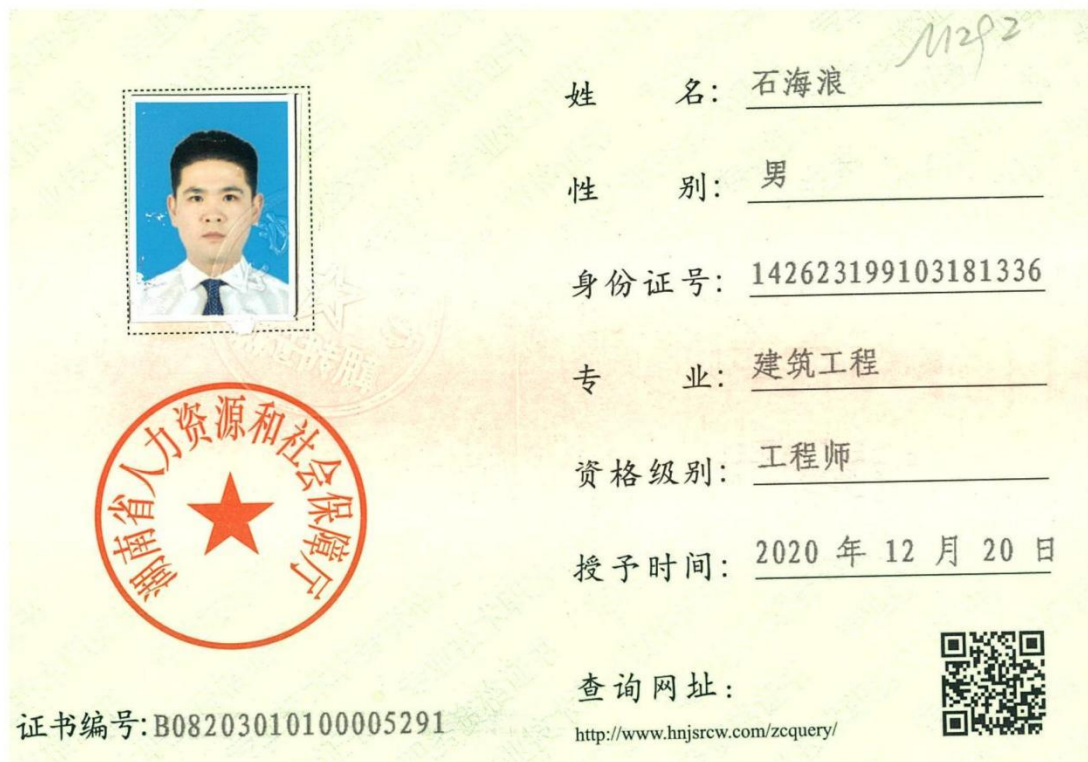 姓名：石海浪
性别：男
身份证号：142623199103181336
专业：建筑工程
资格级别：工程师
授予时间：2020 年 12 月 20 日
查询网址：
http://www.hnjsrcw.com/zcquery/
湖南省人力资源和社会保障厅
证书编号:B08203010100005291